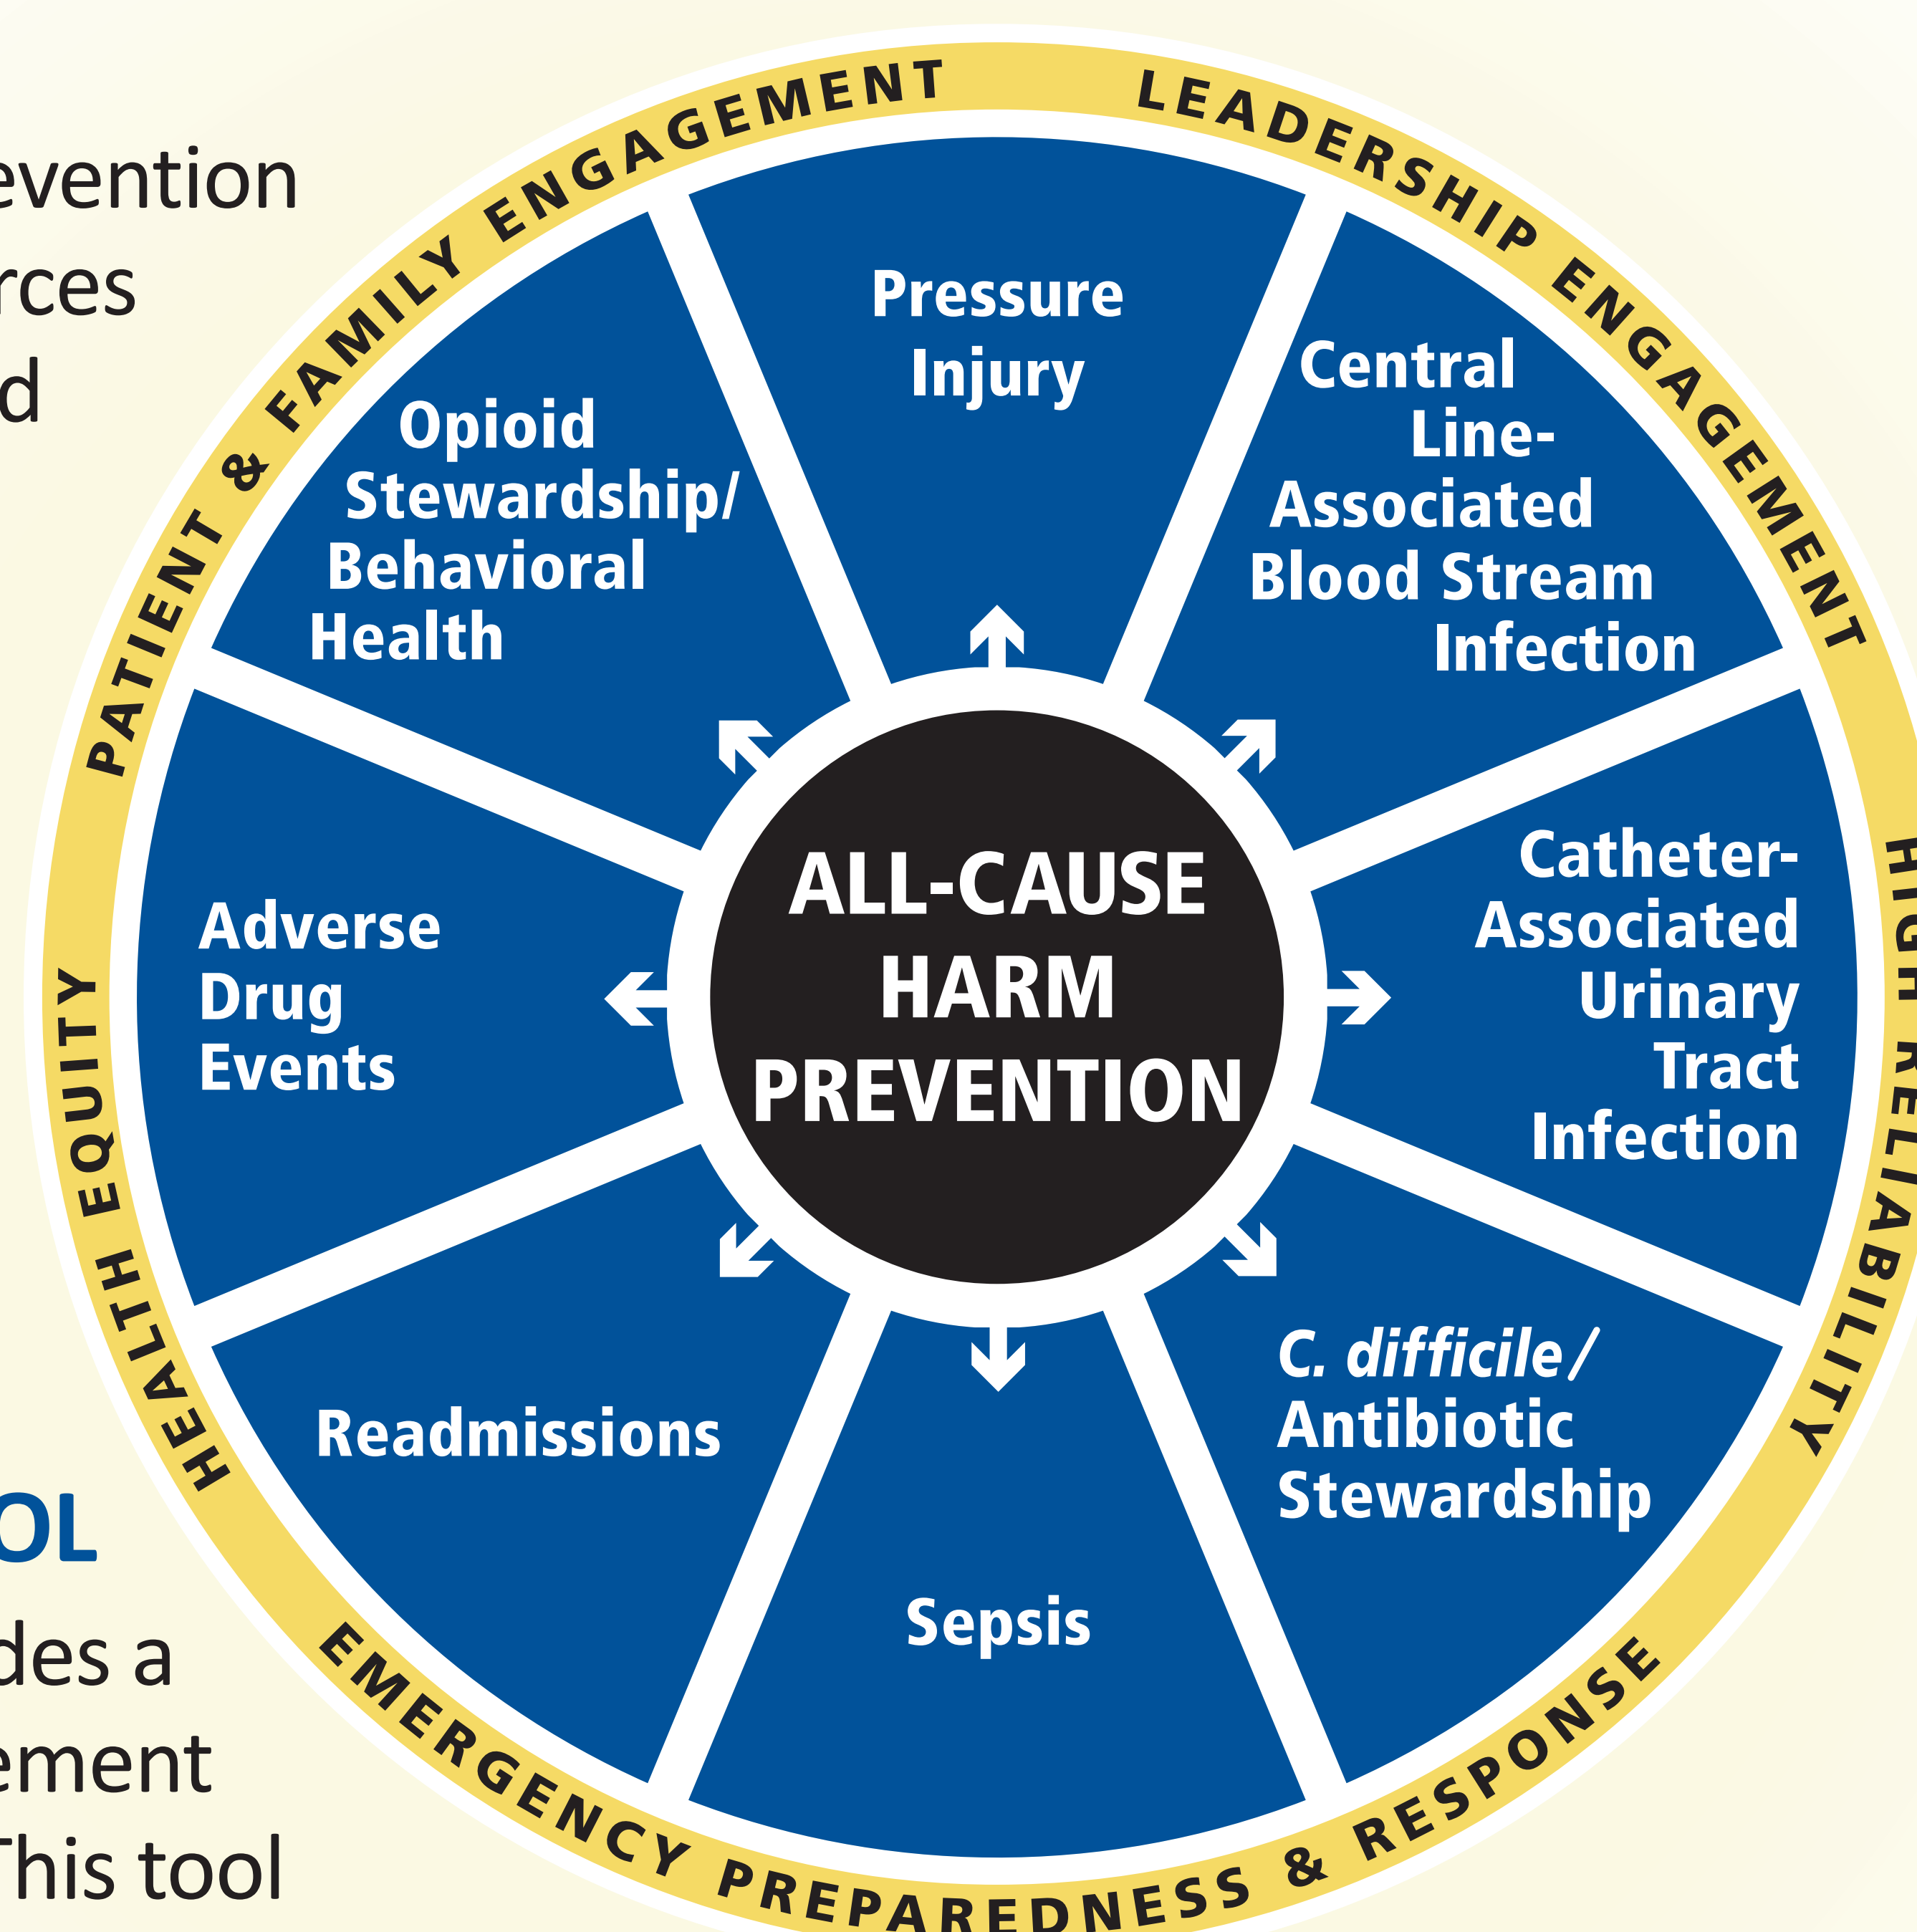 evention
rces
d
OL
des a
ement
This tool
PATIENT & FAMILY ENGAGEMENT
LEADERSHIP ENGAGEMENT
HIGH RELIABILITY
EMERGENCY PREPAREDNESS & RESPONSE
HEALTH EQUITY
Pressure
Injury
Central
Line-
Associated
Blood Stream
Infection
Catheter-
Associated
Urinary
Tract
Infection
C. difficile/
Antibiotic
Stewardship
Sepsis
Readmissions
Adverse
Drug
Events
Opioid
Stewardship/
Behavioral
Health
ALL-CAUSE
HARM
PREVENTION